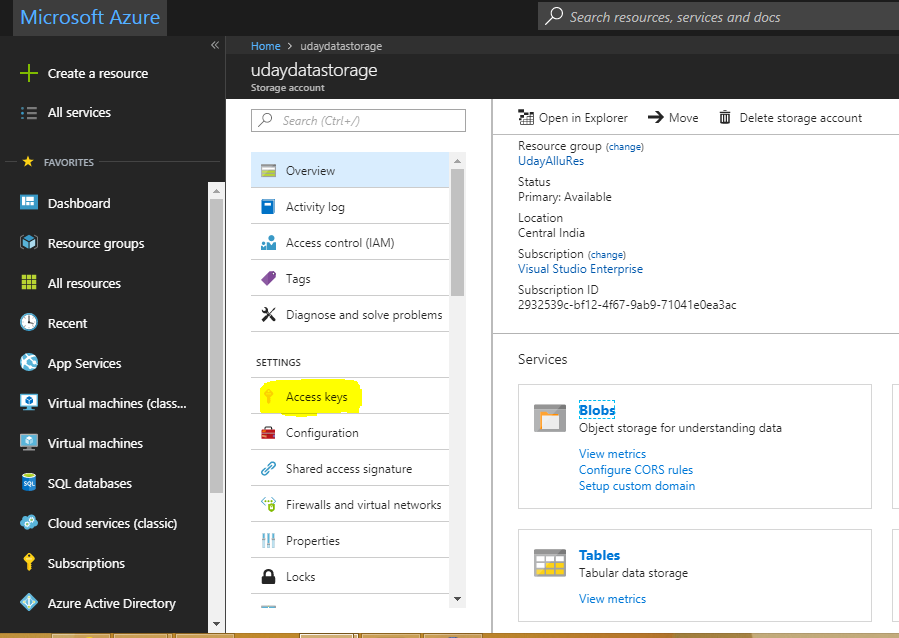 Microsoft Azure
Search resources, services and docs
Create a resource
All services
FAVORITES
Dashboard
Resource groups
All resources
Recent
App Services
Virtual machines (class...
Virtual machines
SQL databases
Cloud services (classic)
Subscriptions
Azure Active Directory
Home > udaydatastorage
udaydatastorage
Storage account
Search (Ctrl+/)
Overview
Activity log
Access control (IAM)
Tags
Diagnose and solve problems
SETTINGS
Access keys
Configuration
Shared access signature
Firewalls and virtual networks
Properties
Locks
Open in Explorer
Move
Delete storage account
Resource group (change)
UdayAlluRes
Status
Primary: Available
Location
Central India
Subscription (change)
Visual Studio Enterprise
Subscription ID
2932539c-bf12-4f67-9ab9-71041e0ea3ac
Services
Blobs
Object storage for understanding data
View metrics
Configure CORS rules
Setup custom domain
Tables
Tabular data storage
View metrics